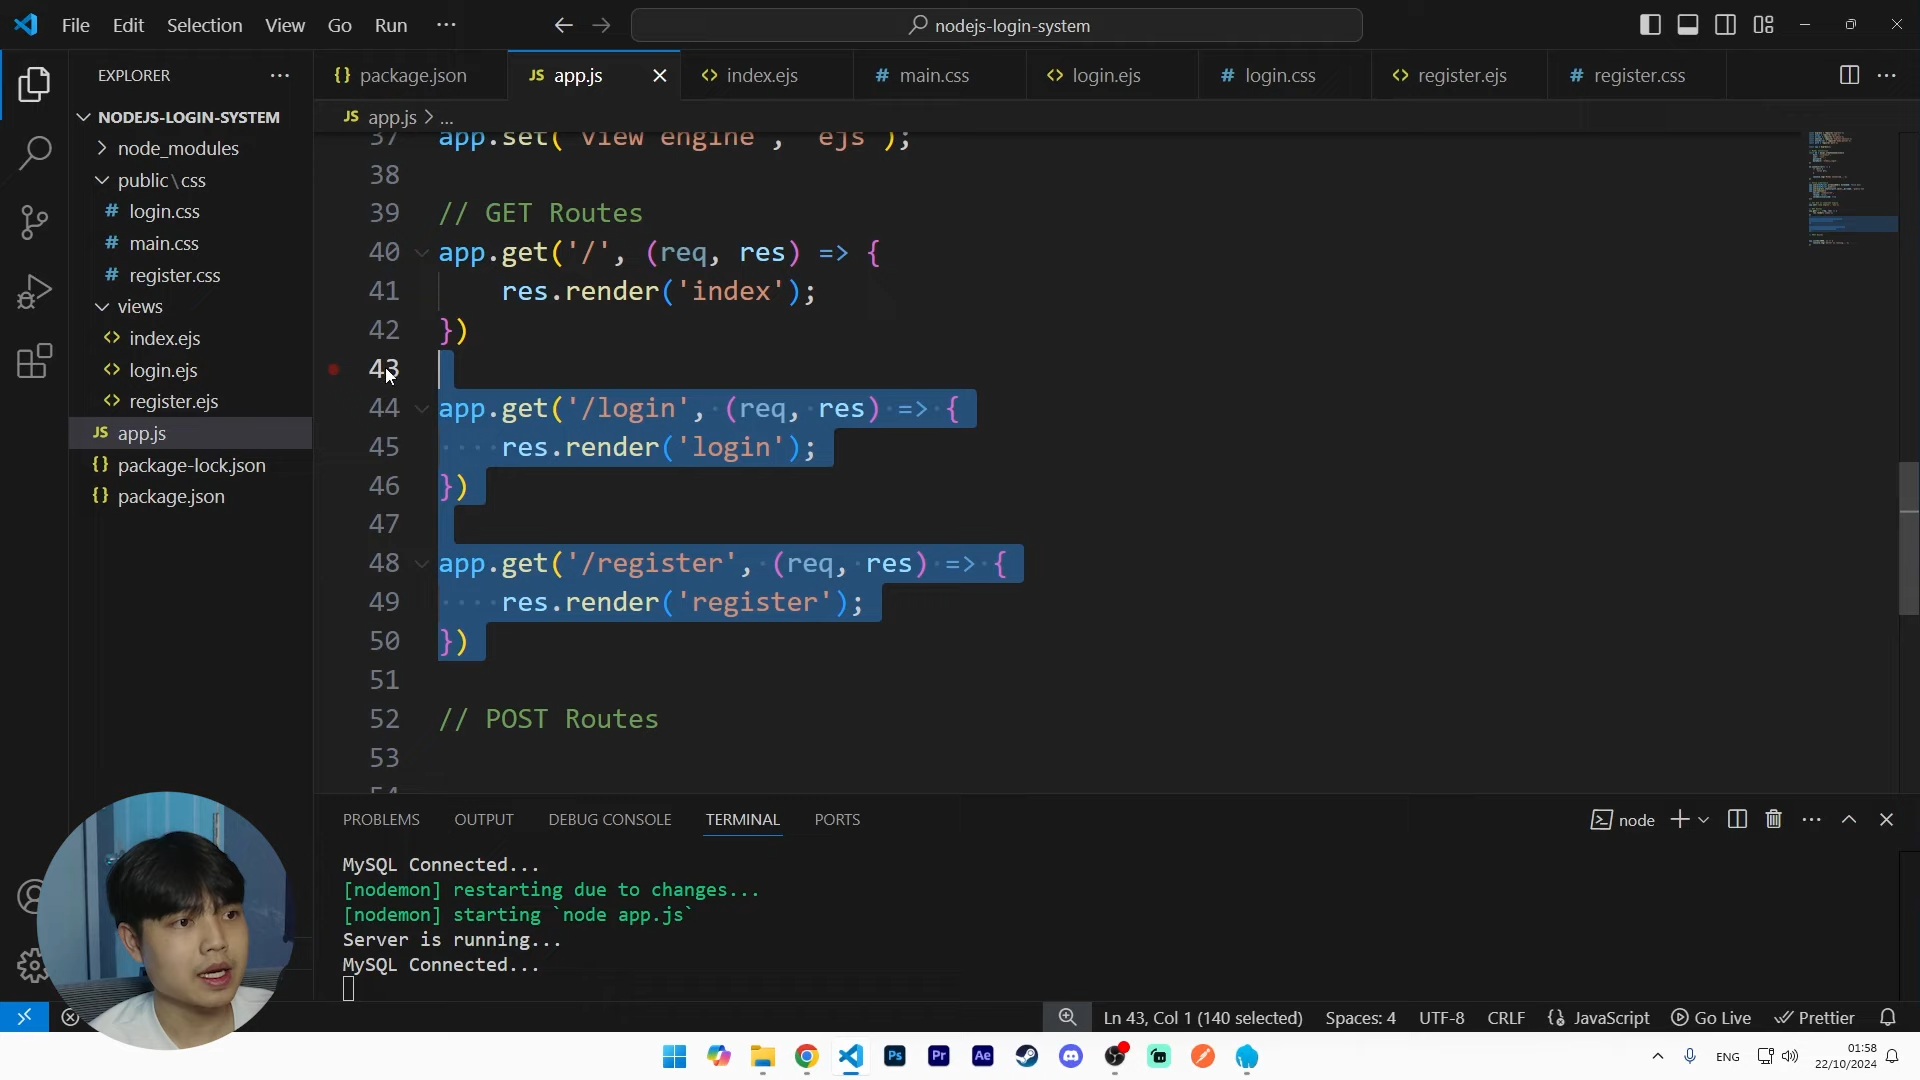 File Edit Selection View Go Run ···
nodejs-login-system
EXPLORER ···
NODEJS-LOGIN-SYSTEM
node_modules
public\css
# login.css
# main.css
# register.css
views
<> index.ejs
<> login.ejs
<> register.ejs
JS app.js
{} package-lock.json
{} package.json
{} package.json
JS app.js
<> index.ejs
# main.css
<> login.ejs
# login.css
<> register.ejs
# register.css
JS app.js > ...
37 app.set('view engine', 'ejs');
38
39 // GET Routes
40 app.get('/', (req, res) => {
41 res.render('index');
42 })
43
44 app.get('/login', (req, res) => {
45 res.render('login');
46 })
47
48 app.get('/register', (req, res) => {
49 res.render('register');
50 })
51
52 // POST Routes
53
54
PROBLEMS OUTPUT DEBUG CONSOLE TERMINAL PORTS
node
MySQL Connected...
[nodemon] restarting due to changes...
[nodemon] starting `node app.js`
Server is running...
MySQL Connected...
Ln 43, Col 1 (140 selected) Spaces: 4 UTF-8 CRLF {} JavaScript Go Live Prettier
Ps Pr Ae
ENG
01:58
22/10/2024